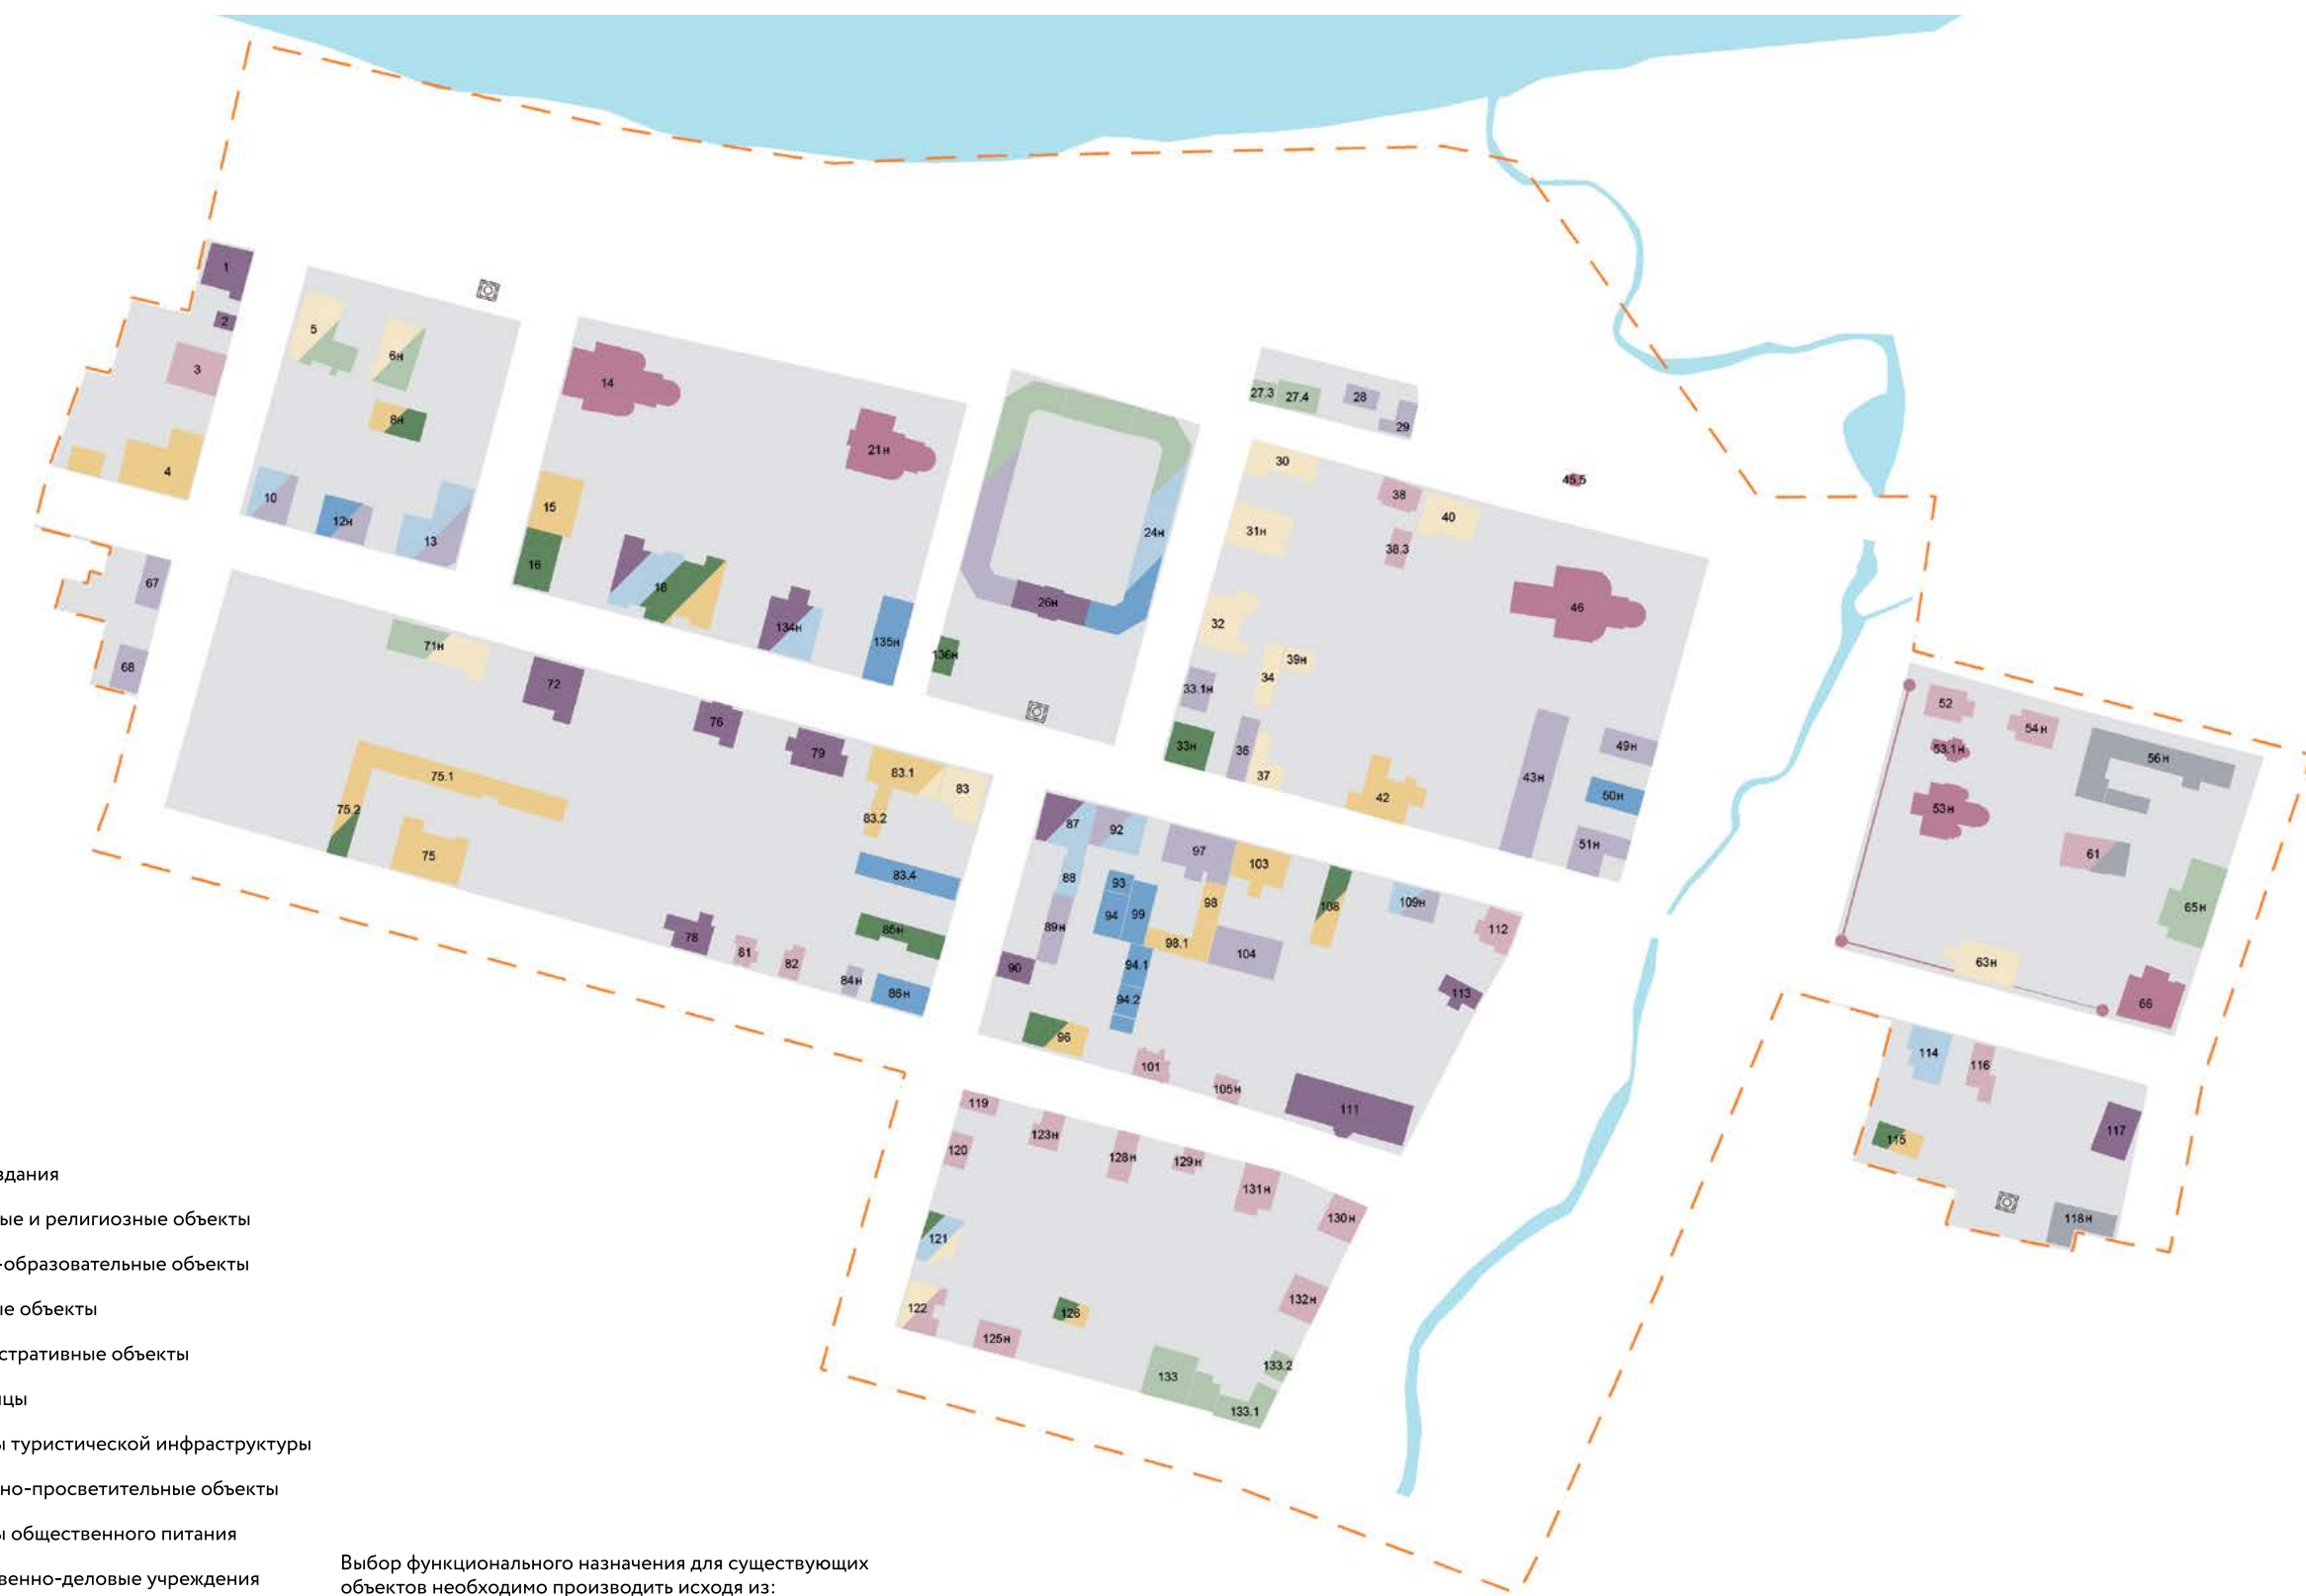 1
2
3
4
5
6н
8н
10
12н
13
14
21н
15
16
18
134н
135н
24н
26н
136н
27.3
27.4
28
29
30
31н
38
40
38.3
45.5
46
32
39н
34
33.1н
33н
36
37
42
43н
49н
50н
51н
67
68
71н
72
76
79
75.1
75.2
75
83.1
83
83.2
83.4
85н
78
81
82
84н
86н
87
92
97
103
88
93
94
99
98
89н
98.1
104
108
109н
112
90
94.1
94.2
113
96
101
105н
111
52
54н
53.1н
56н
53н
61
65н
63н
66
114
116
115
117
118н
119
120
123н
128н
129н
131н
130н
121
122
125н
126
132н
133
133.2
133.1
здания
ые и религиозные объекты
-образовательные объекты
ые объекты
стративные объекты
ицы
ы туристической инфраструктуры
но-просветительные объекты
ы общественного питания
венно-деловые учреждения
Выбор функционального назначения для существующих
объектов необходимо производить исходя из: